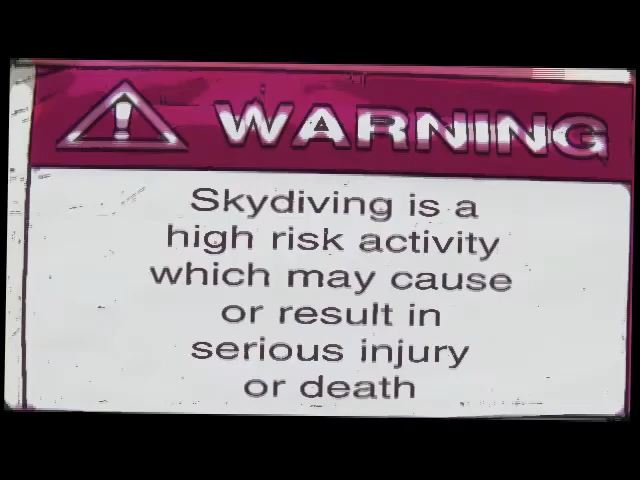 WARNING
Skydiving is a
high risk activity
which may cause
or result in
serious injury
or death